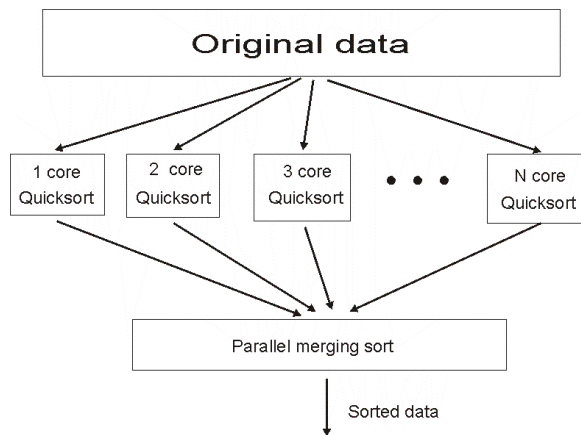 Original data
1 core
Quicksort
2 core
Quicksort
3 core
Quicksort
N core
Quicksort
Parallel merging sort
Sorted data